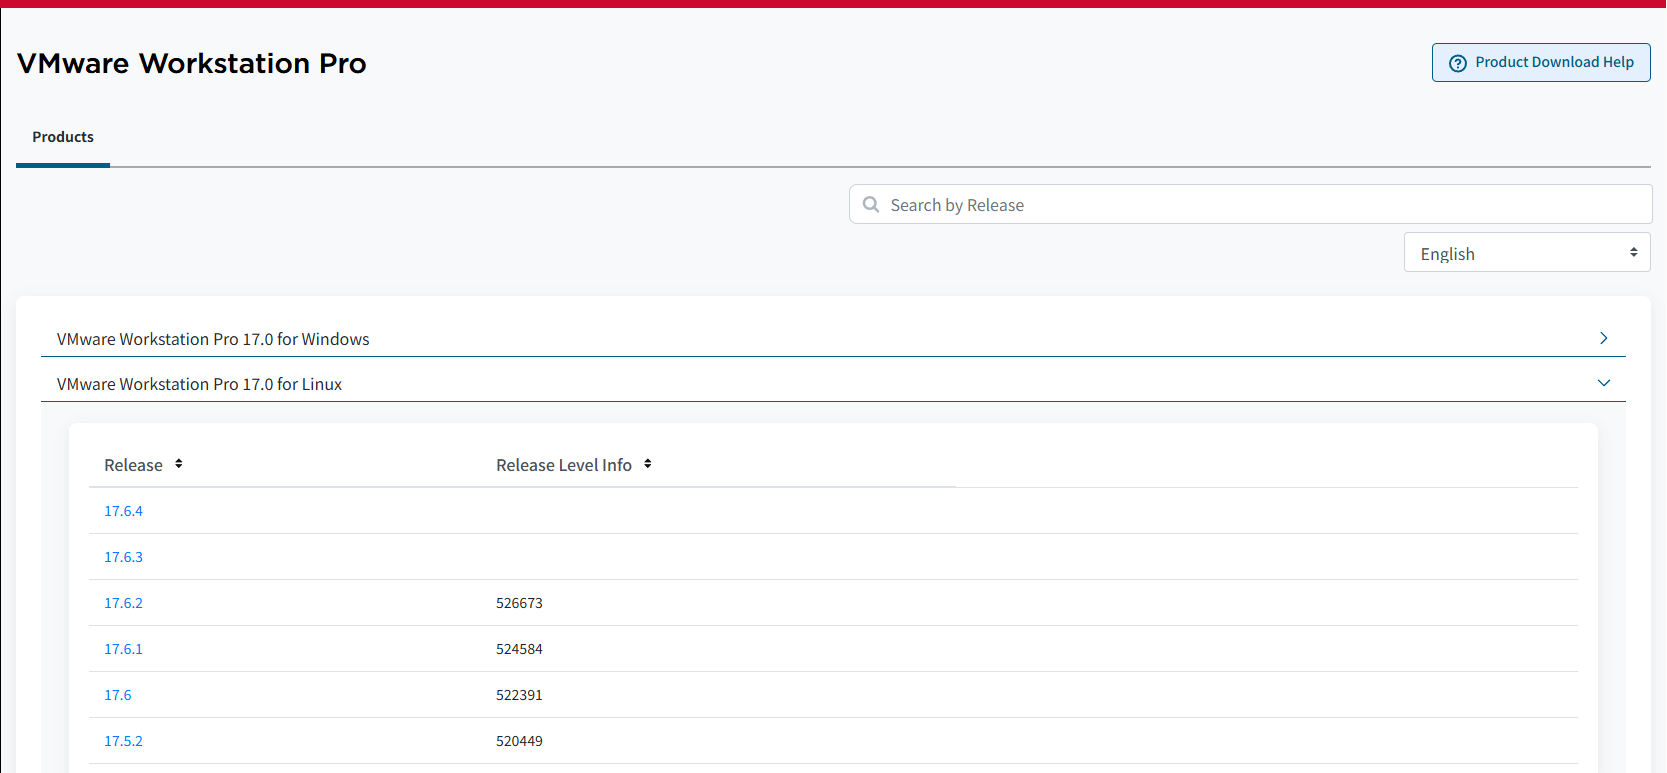 VMware Workstation Pro
Product Download Help
Products
Search by Release
English
VMware Workstation Pro 17.0 for Windows
VMware Workstation Pro 17.0 for Linux
Release Release Level Info
17.6.4
17.6.3
17.6.2 526673
17.6.1 524584
17.6 522391
17.5.2 520449